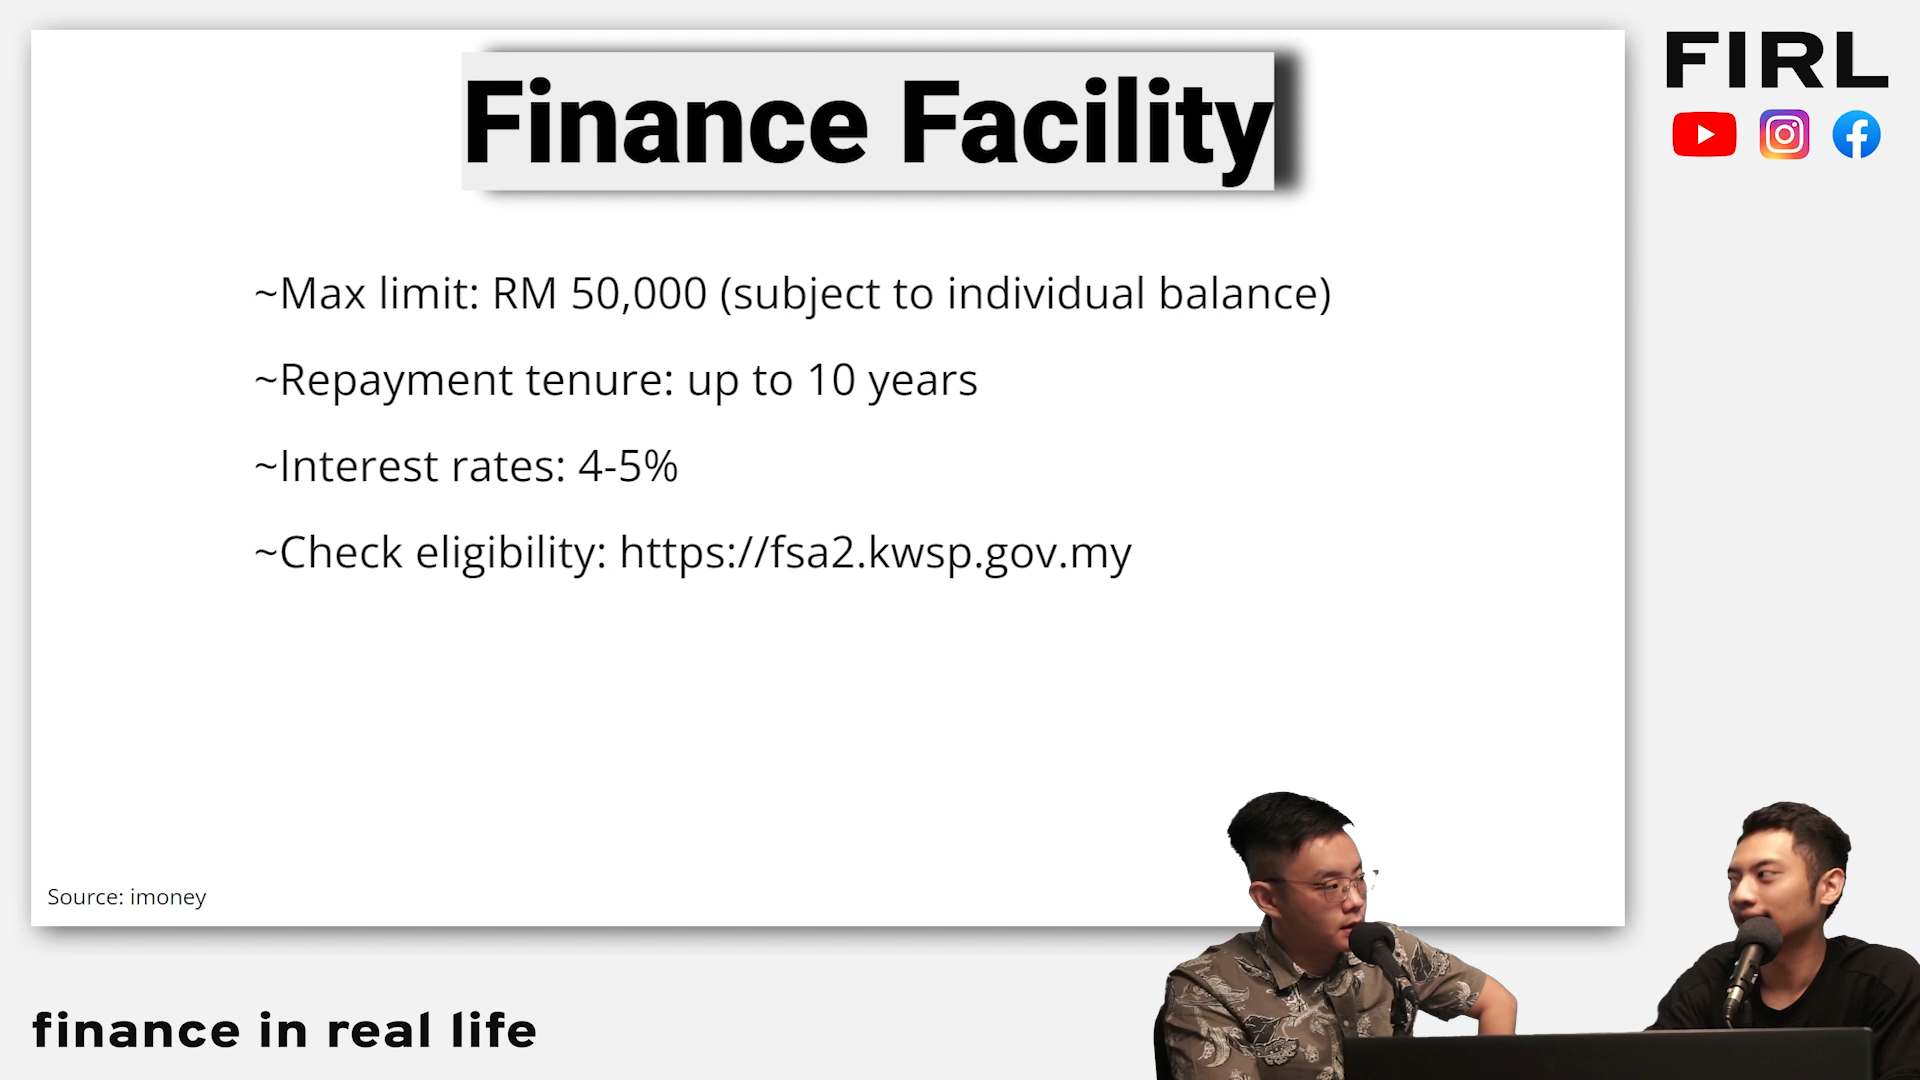 Finance Facility
FIRL
~Max limit: RM 50,000 (subject to individual balance)
~Repayment tenure: up to 10 years
~Interest rates: 4-5%
~Check eligibility: https://fsa2.kwsp.gov.my
Source: imoney
finance in real life